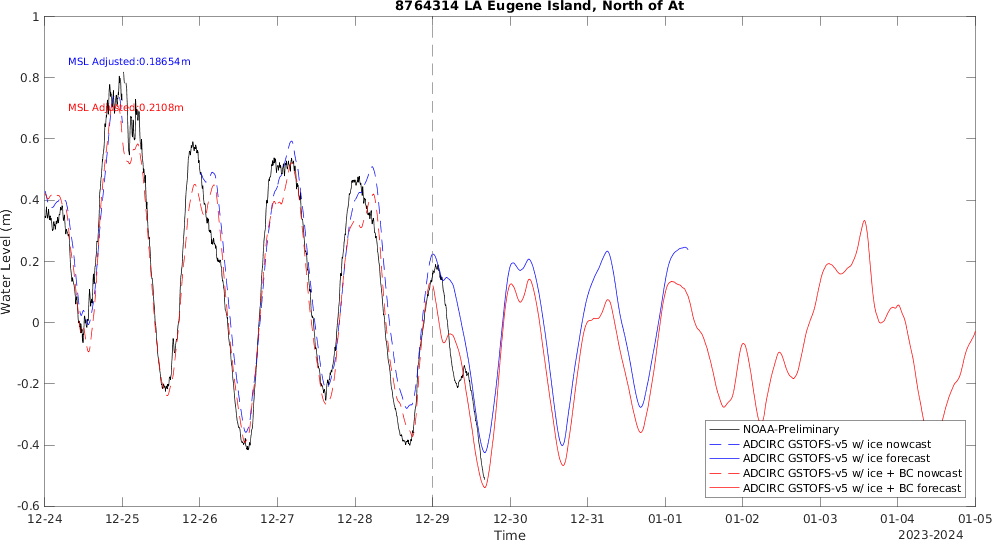 8764314 LA Eugene Island, North of At
MSL Adjusted:0.18654m
MSL Adjusted:0.2108m
Water Level (m)
1
0.8
0.6
0.4
0.2
0
-0.2
-0.4
-0.6
12-24
12-25
12-26
12-27
12-28
12-29
12-30
12-31
01-01
01-02
01-03
01-04
01-05
Time
2023-2024
NOAA-Preliminary
ADCIRC GSTOFS-v5 w/ ice nowcast
ADCIRC GSTOFS-v5 w/ ice forecast
ADCIRC GSTOFS-v5 w/ ice + BC nowcast
ADCIRC GSTOFS-v5 w/ ice + BC forecast